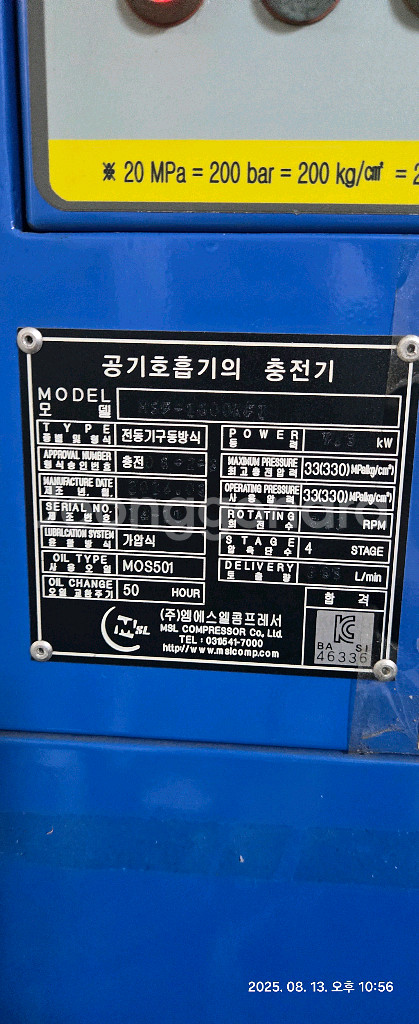 ※ 20 MPa = 200 bar = 200 kg/cm² = 2
공기호흡기의 충전기
MODEL
모 델
TYPE
종별 및 형식
전동기구동방식
APPROVAL NUMBER
형식승인번호
충전
MANUFACTURE DATE
제조 년, 월,
SERIAL NO.
제조번호
LUBRICATION SYSTEM
윤활방식
가압식
OIL TYPE
사용오일
MOS501
OIL CHANGE
오일 교환주기
50 HOUR
POWER
동 력
kW
MAXIMUM PRESSURE
최고충전압력
33(330) MPa(kg/cm²)
OPERATING PRESSURE
사용압력
33(330) MPa(kg/cm²)
ROTATING
회전수
RPM
STAGE
압축단수
4 STAGE
DELIVERY
토출량
L/min
합 격
MSL
(주)엠에스엘콤프레서
MSL COMPRESSOR Co., Ltd.
TEL : 031)541-7000
http://www.mslcomp.com
KC
BA SI
46336
2025. 08. 13. 오후 10:56